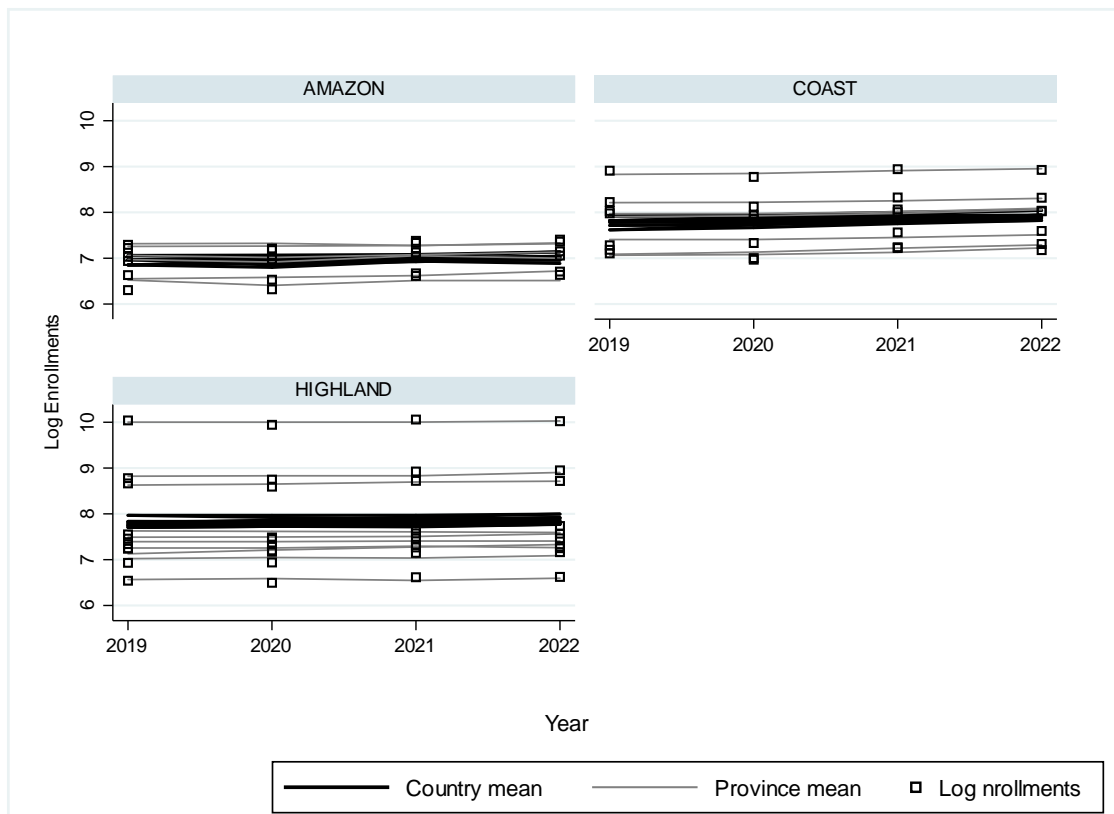 AMAZON
COAST
Log Enrollments
10
9
8
7
6
2019 2020 2021 2022
HIGHLAND
10
9
8
7
6
2019 2020 2021 2022
Year
Country mean Province mean Log nrollments